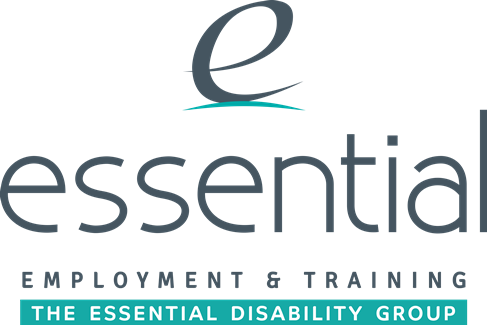 e
essential
EMPLOYMENT & TRAINING
THE ESSENTIAL DISABILITY GROUP